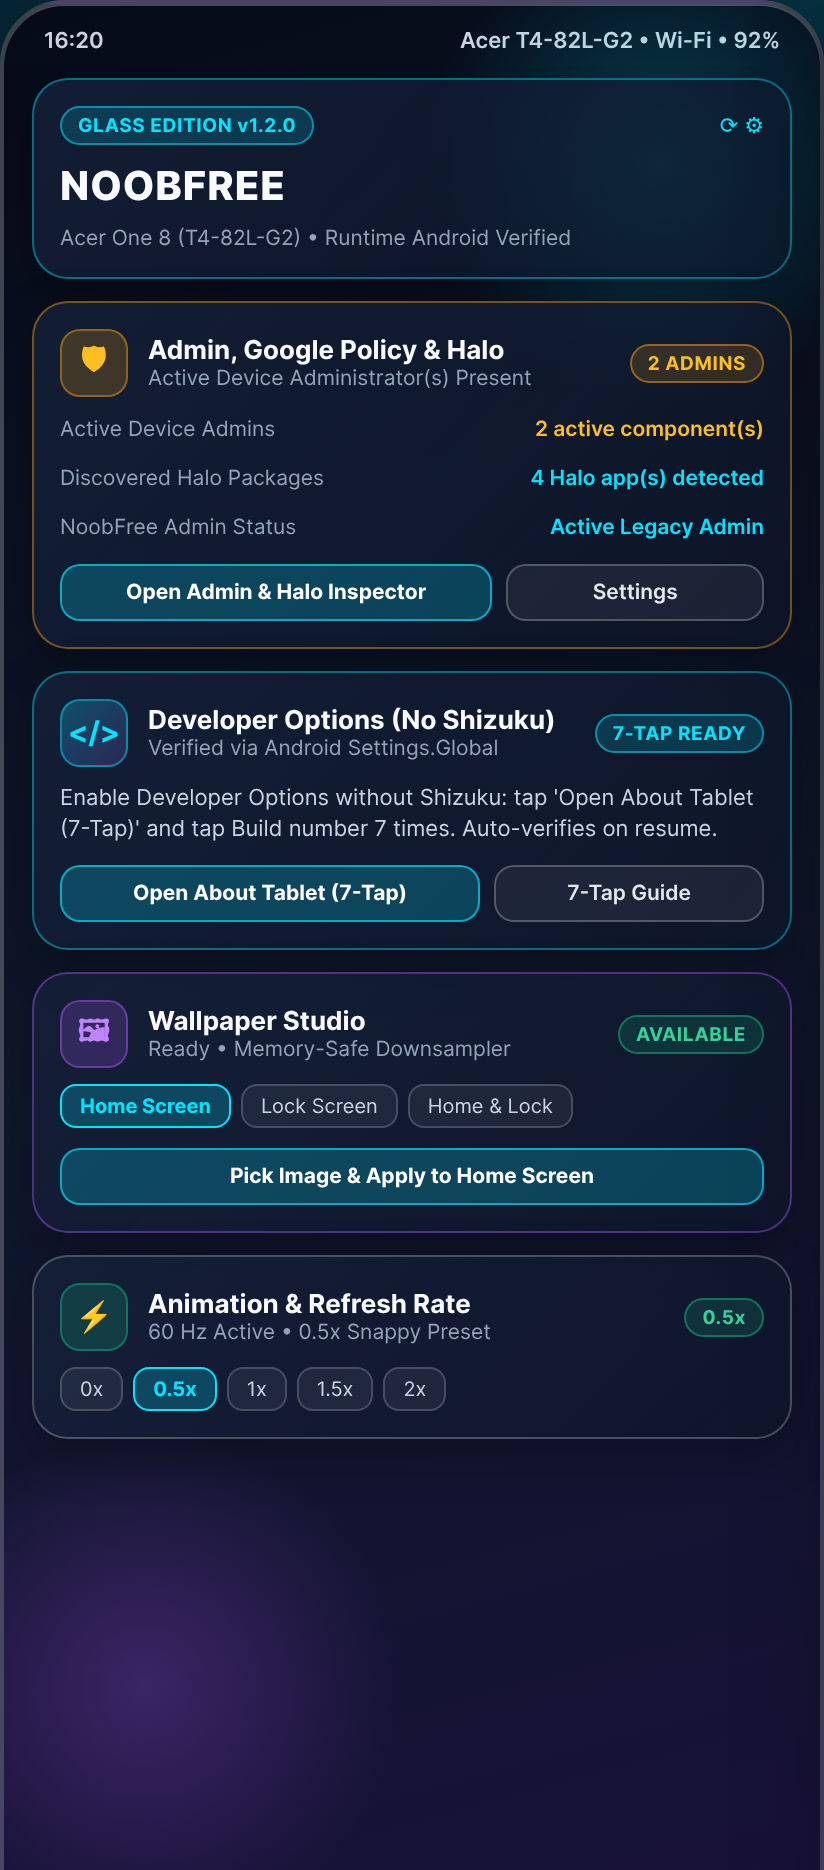 16:20
Acer T4-82L-G2 • Wi-Fi • 92%
GLASS EDITION v1.2.0
⟳ ⚙
NOOBFREE
Acer One 8 (T4-82L-G2) • Runtime Android Verified
Admin, Google Policy & Halo
Active Device Administrator(s) Present
2 ADMINS
Active Device Admins
2 active component(s)
Discovered Halo Packages
4 Halo app(s) detected
NoobFree Admin Status
Active Legacy Admin
Open Admin & Halo Inspector
Settings
</>
Developer Options (No Shizuku)
Verified via Android Settings.Global
7-TAP READY
Enable Developer Options without Shizuku: tap 'Open About Tablet
(7-Tap)' and tap Build number 7 times. Auto-verifies on resume.
Open About Tablet (7-Tap)
7-Tap Guide
Wallpaper Studio
Ready • Memory-Safe Downsampler
AVAILABLE
Home Screen
Lock Screen
Home & Lock
Pick Image & Apply to Home Screen
Animation & Refresh Rate
60 Hz Active • 0.5x Snappy Preset
0.5x
0x
0.5x
1x
1.5x
2x